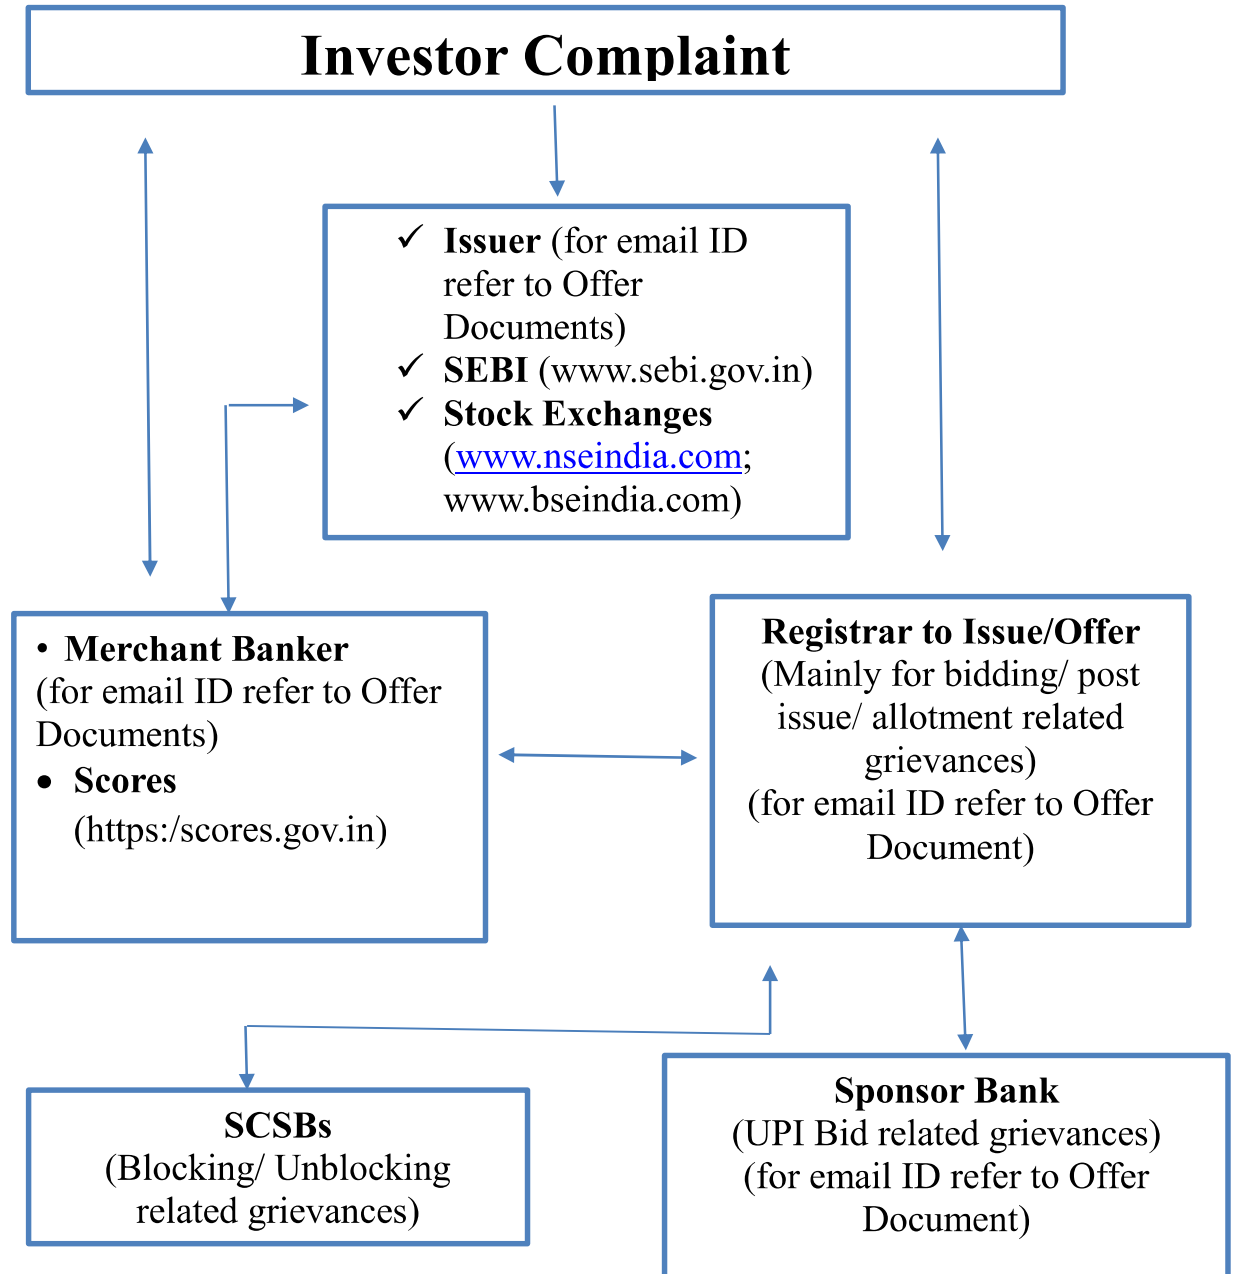 Investor Complaint
✓ Issuer (for email ID
refer to Offer
Documents)
✓ SEBI (www.sebi.gov.in)
✓ Stock Exchanges
(www.nseindia.com;
www.bseindia.com)
• Merchant Banker
(for email ID refer to Offer
Documents)
• Scores
(https:/scores.gov.in)
Registrar to Issue/Offer
(Mainly for bidding/ post
issue/ allotment related
grievances)
(for email ID refer to Offer
Document)
SCSBs
(Blocking/ Unblocking
related grievances)
Sponsor Bank
(UPI Bid related grievances)
(for email ID refer to Offer
Document)